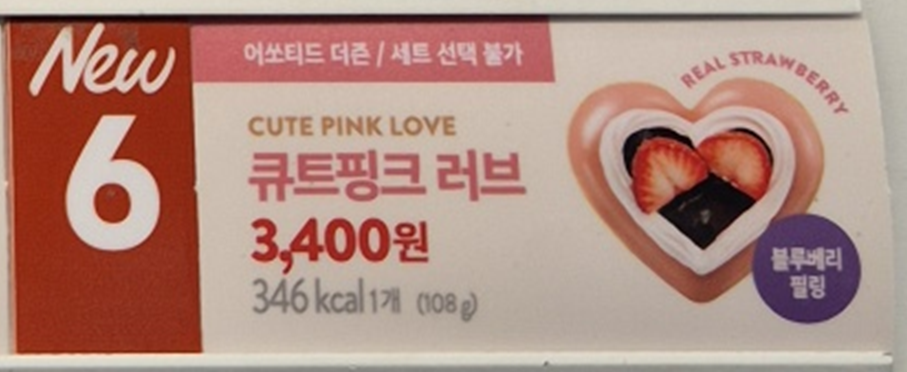 New
6
어쏘티드 더즌 / 세트 선택 불가
CUTE PINK LOVE
큐트핑크 러브
3,400원
346 kcal 1개 (108g)
REAL STRAWBERRY
블루베리
필링